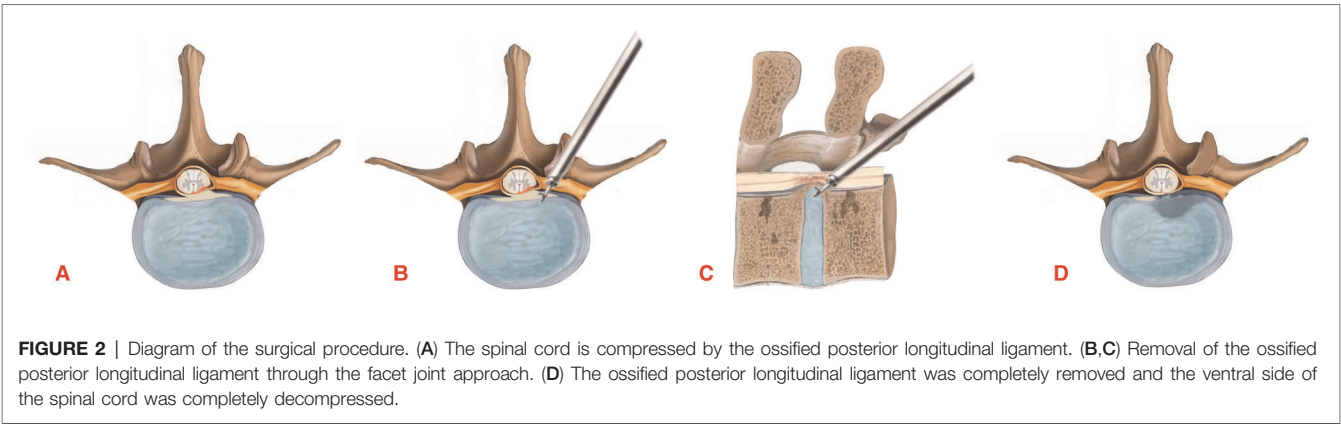 A
B
C
D
FIGURE 2 | Diagram of the surgical procedure. (A) The spinal cord is compressed by the ossified posterior longitudinal ligament. (B,C) Removal of the ossified
posterior longitudinal ligament through the facet joint approach. (D) The ossified posterior longitudinal ligament was completely removed and the ventral side of
the spinal cord was completely decompressed.